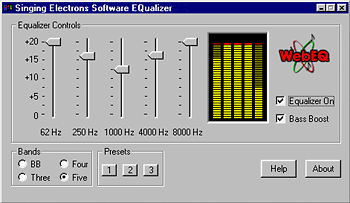 Singing Electrons Software EQualizer
Equalizer Controls
+20
+15
+10
+5
0
62 Hz 250 Hz 1000 Hz 4000 Hz 8000 Hz
WebEQ
Equalizer On
Bass Boost
Bands
BB Four
Three Five
Presets
1 2 3
Help About